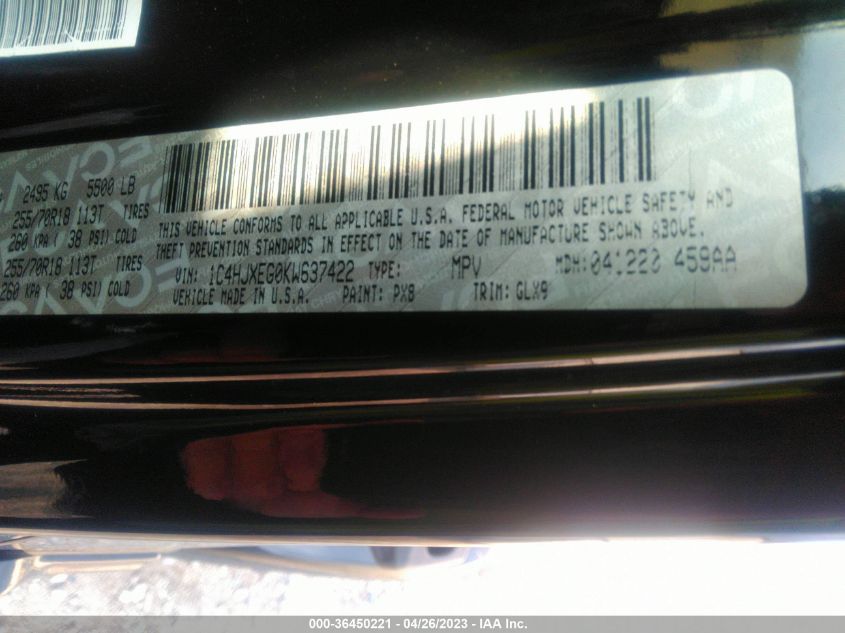 2495 KG 5500 LB
255/70R18 113T TIRES
260 KPA ( 38 PSI) COLD
255/70R18 113T TIRES
260 KPA ( 38 PSI) COLD
THIS VEHICLE CONFORMS TO ALL APPLICABLE U.S.A. FEDERAL MOTOR VEHICLE SAFETY AND
THEFT PREVENTION STANDARDS IN EFFECT ON THE DATE OF MANUFACTURE SHOWN ABOVE.
VIN: 1C4HJXEG0KW637422 TYPE: MPV MDH: 041220 459AA
VEHICLE MADE IN U.S.A. PAINT: PX8 TRIM: GLX9
000-36450221 - 04/26/2023 - IAA Inc.